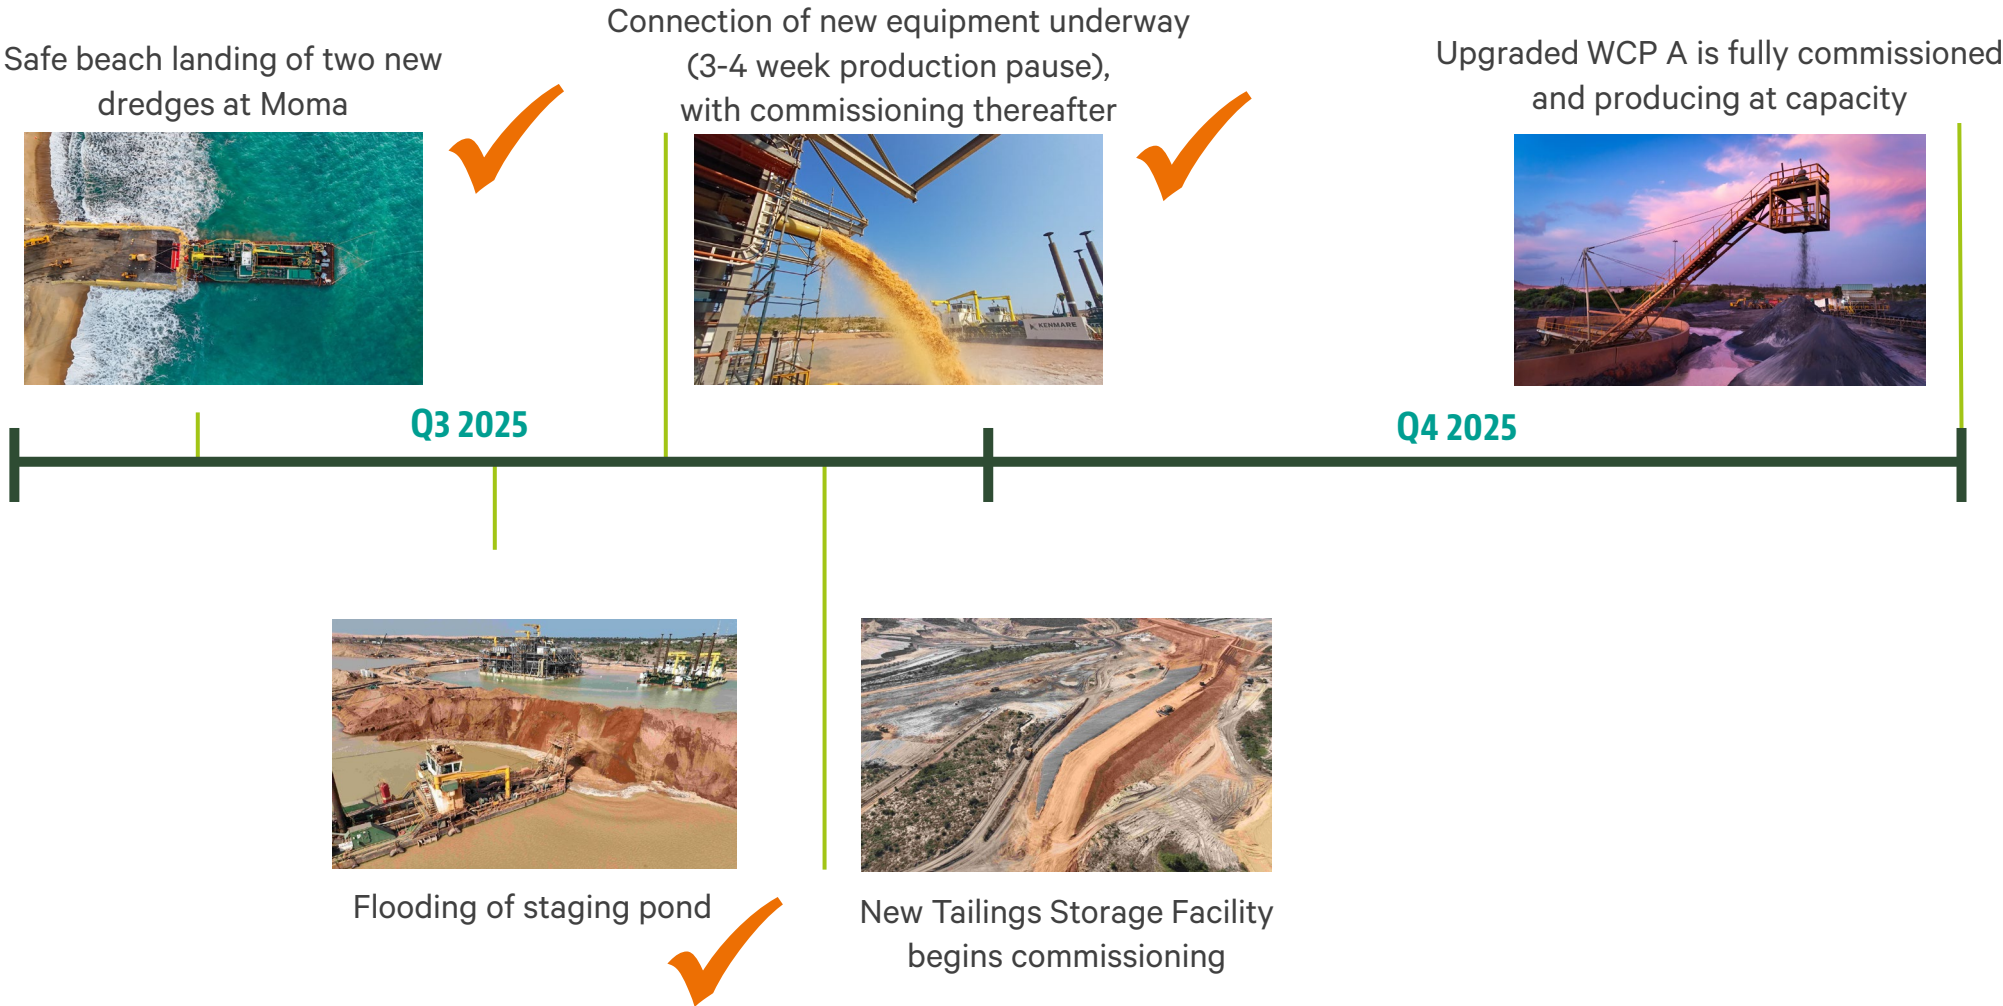 Safe beach landing of two new
dredges at Moma
Connection of new equipment underway
(3-4 week production pause),
with commissioning thereafter
Upgraded WCP A is fully commissioned
and producing at capacity
KENMARE
Q3 2025
Q4 2025
Flooding of staging pond
New Tailings Storage Facility
begins commissioning